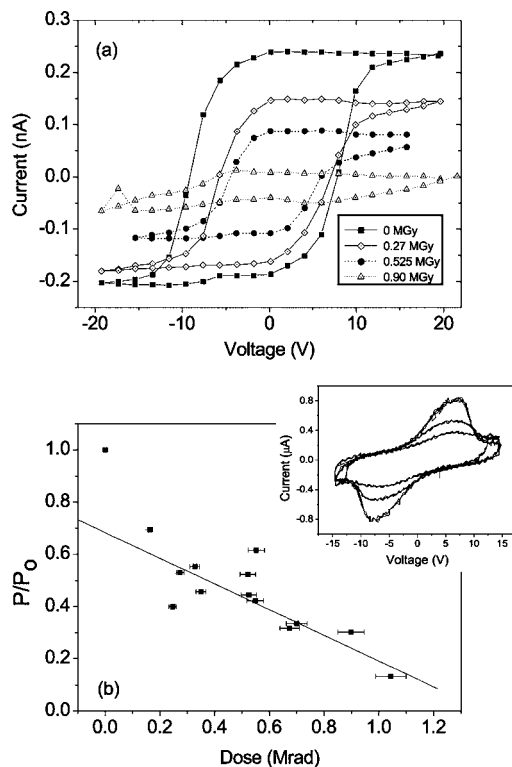 (a)
0.3
0.2
0.1
0.0
-0.1
-0.2
Current (nA)
0 MGy
0.27 MGy
0.525 MGy
0.90 MGy
-20 -10 0 10 20
Voltage (V)
0.8
0.4
0.0
-0.4
-0.8
Current (µA)
-15 -10 -5 0 5 10 15
Voltage (V)
1.0
0.8
0.6
0.4
0.2
0.0
P/Po
(b)
0.0 0.2 0.4 0.6 0.8 1.0 1.2
Dose (Mrad)